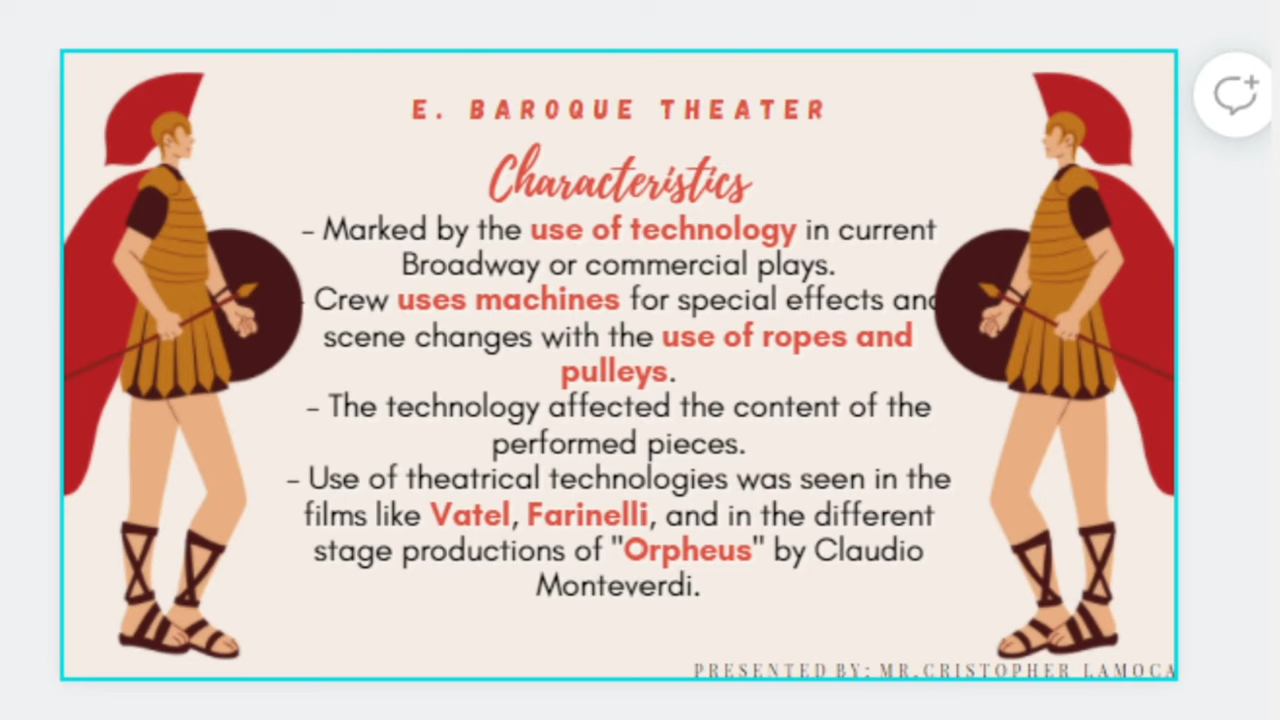 E. BAROQUE THEATER
Characteristics
– Marked by the use of technology in current
Broadway or commercial plays.
- Crew uses machines for special effects and
scene changes with the use of ropes and
pulleys.
– The technology affected the content of the
performed pieces.
– Use of theatrical technologies was seen in the
films like Vatel, Farinelli, and in the different
stage productions of "Orpheus" by Claudio
Monteverdi.
PRESENTED BY: MR.CRISTOPHER LAMOCA